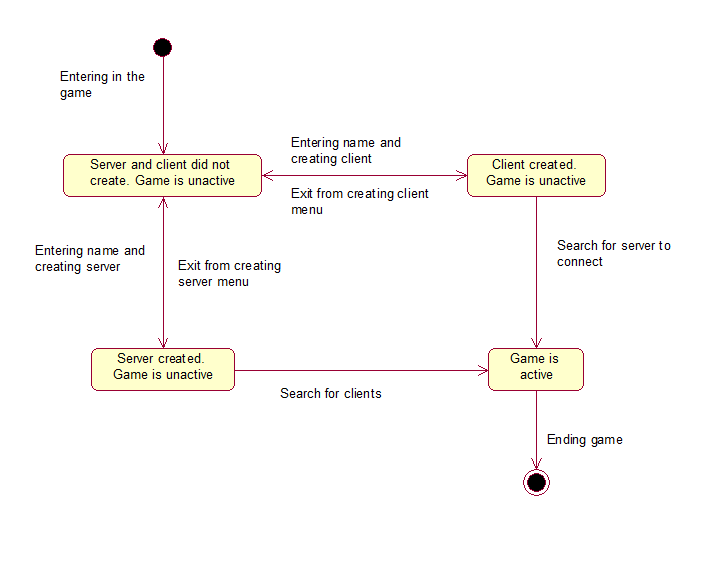 Entering in the
game
Entering name and
creating client
Server and client did not
create. Game is unactive
Client created.
Game is unactive
Exit from creating client
menu
Entering name and
creating server
Exit from creating
server menu
Search for server to
connect
Server created.
Game is unactive
Game is
active
Search for clients
Ending game